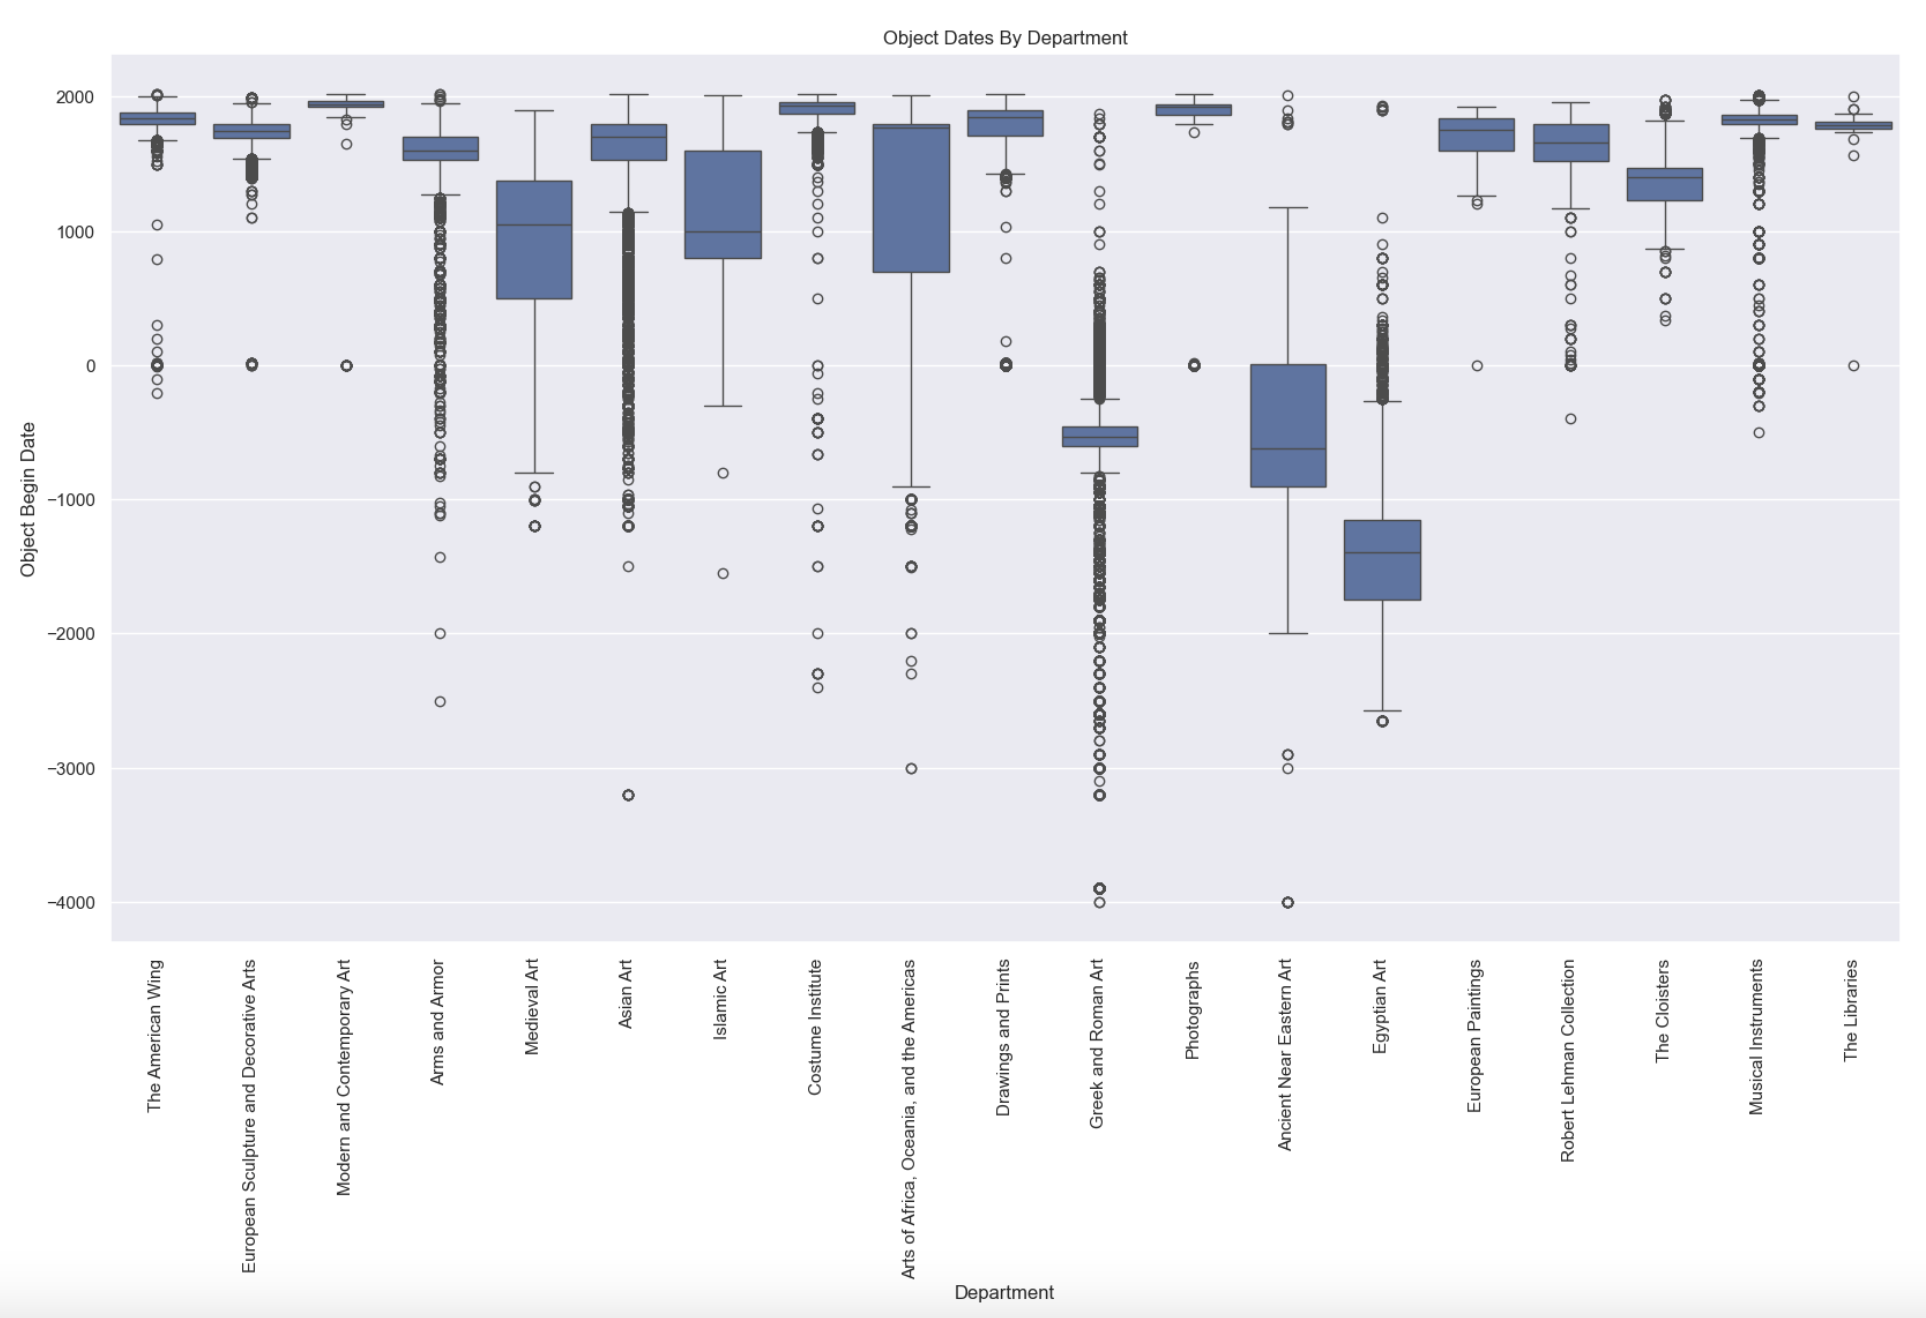 Object Dates By Department
Object Begin Date
2000
1000
0
−1000
−2000
−3000
−4000
The American Wing
European Sculpture and Decorative Arts
Modern and Contemporary Art
Arms and Armor
Medieval Art
Asian Art
Islamic Art
Costume Institute
Arts of Africa, Oceania, and the Americas
Drawings and Prints
Greek and Roman Art
Photographs
Ancient Near Eastern Art
Egyptian Art
European Paintings
Robert Lehman Collection
The Cloisters
Musical Instruments
The Libraries
Department